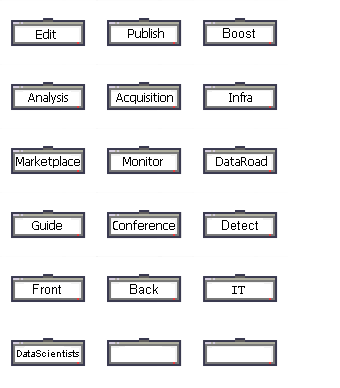 Edit Publish Boost
Analysis Acquisition Infra
Marketplace Monitor DataRoad
Guide Conference Detect
Front Back IT
DataScientists